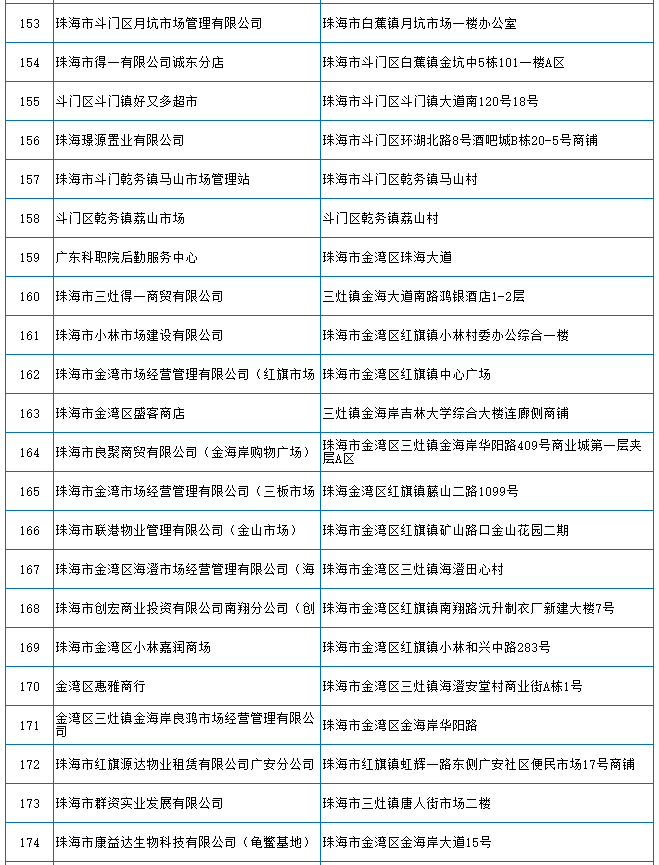 153 珠海市斗门区月坑市场管理有限公司 珠海市白蕉镇月坑市场一楼办公室
154 珠海市得一有限公司诚东分店 珠海市斗门区白蕉镇金坑中5栋101一楼A区
155 斗门区斗门镇好又多超市 珠海市斗门区斗门镇大道南120号18号
156 珠海璟源置业有限公司 珠海市斗门区环湖北路8号酒吧城B栋20-5号商铺
157 珠海市斗门乾务镇马山市场管理站 珠海市斗门区乾务镇马山村
158 斗门区乾务镇荔山市场 斗门区乾务镇荔山村
159 广东科职院后勤服务中心 珠海市金湾区珠海大道
160 珠海市三灶得一商贸有限公司 三灶镇金海大道南路鸿银酒店1-2层
161 珠海市小林市场建设有限公司 珠海市金湾区红旗镇小林村委办公综合一楼
162 珠海市金湾市场经营管理有限公司（红旗市场 珠海市金湾区红旗镇中心广场
163 珠海市金湾区盛客商店 三灶镇金海岸吉林大学综合大楼连廊侧商铺
164 珠海市良聚商贸有限公司（金海岸购物广场） 珠海市金湾区三灶镇金海岸华阳路409号商业城第一层夹
层A区
165 珠海市金湾市场经营管理有限公司（三板市场 珠海金湾区红旗镇藤山二路1099号
166 珠海市联港物业管理有限公司（金山市场） 珠海市金湾区红旗镇矿山路口金山花园二期
167 珠海市金湾区海澄市场经营管理有限公司（海 珠海市金湾区三灶镇海澄田心村
168 珠海市创宏商业投资有限公司南翔分公司（创 珠海市金湾区红旗镇南翔路沅升制衣厂新建大楼7号
169 珠海市金湾区小林嘉润商场 珠海市金湾区红旗镇小林和兴中路283号
170 金湾区惠雅商行 珠海市金湾区三灶镇海澄安堂村商业街A栋1号
171 金湾区三灶镇金海岸良鸿市场经营管理有限公
司 珠海市金湾区金海岸华阳路
172 珠海市红旗源达物业租赁有限公司广安分公司 珠海市红旗镇虹辉一路东侧广安社区便民市场17号商铺
173 珠海市群资实业发展有限公司 珠海市三灶镇唐人街市场二楼
174 珠海市康益达生物科技有限公司（龟鳖基地） 珠海市金湾区金海岸大道15号